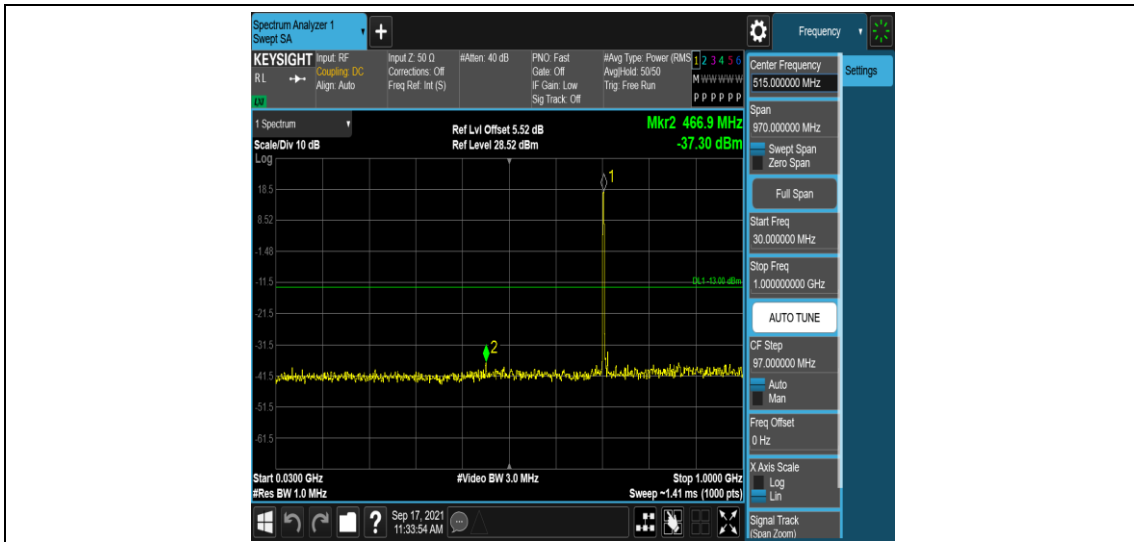 Spectrum Analyzer 1
Swept SA
+
Frequency
KEYSIGHT
RL
LXI
Input: RF
Coupling: DC
Align: Auto
Input Z: 50 Ω
Corrections: Off
Freq Ref: Int (S)
#Atten: 40 dB
PNO: Fast
Gate: Off
IF Gain: Low
Sig Track: Off
#Avg Type: Power (RMS
Avg|Hold: 50/50
Trig: Free Run
1 2 3 4 5 6
M W W W W W
P P P P P P
1 Spectrum
Scale/Div 10 dB
Log
Ref Lvl Offset 5.52 dB
Ref Level 28.52 dBm
Mkr2 466.9 MHz
-37.30 dBm
18.5
8.52
-1.48
-11.5
-21.5
-31.5
-41.5
-51.5
-61.5
1
DL1 -13.00 dBm
2
Start 0.0300 GHz
#Res BW 1.0 MHz
#Video BW 3.0 MHz
Stop 1.0000 GHz
Sweep ~1.41 ms (1000 pts)
?
Sep 17, 2021
11:33:54 AM
Center Frequency
515.000000 MHz
Span
970.000000 MHz
Swept Span
Zero Span
Full Span
Start Freq
30.000000 MHz
Stop Freq
1.000000000 GHz
AUTO TUNE
CF Step
97.000000 MHz
Auto
Man
Freq Offset
0 Hz
X Axis Scale
Log
Lin
Signal Track
(Span Zoom)
Settings